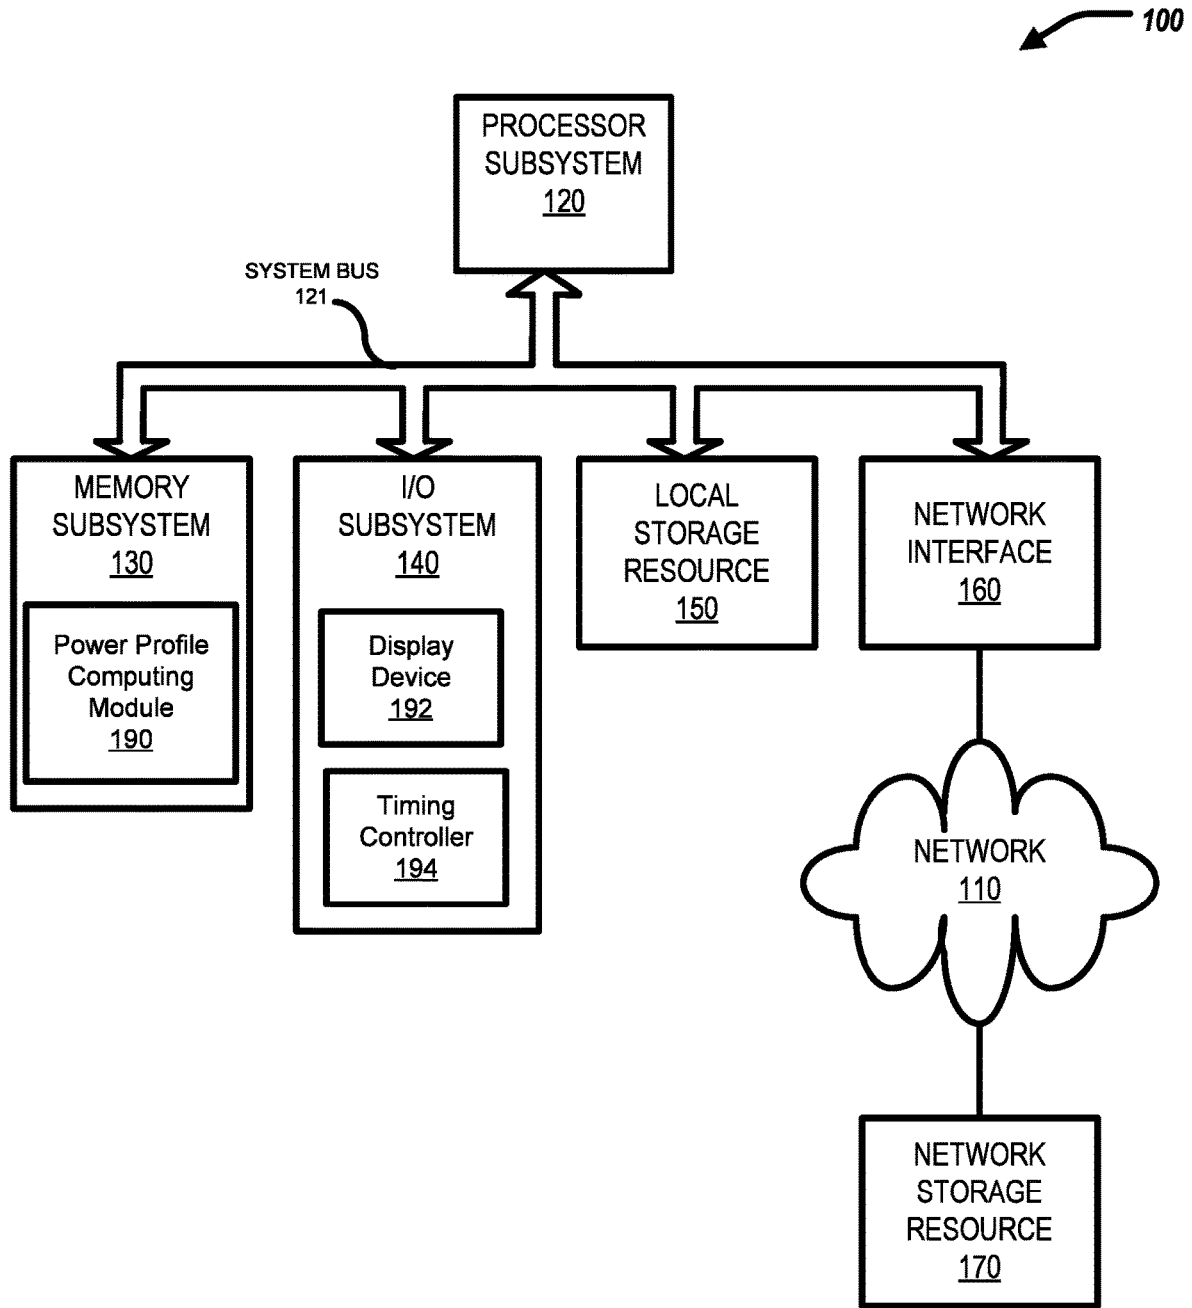 100
PROCESSOR
SUBSYSTEM
120
SYSTEM BUS
121
MEMORY
SUBSYSTEM
130
Power Profile
Computing
Module
190
I/O
SUBSYSTEM
140
Display
Device
192
Timing
Controller
194
LOCAL
STORAGE
RESOURCE
150
NETWORK
INTERFACE
160
NETWORK
110
NETWORK
STORAGE
RESOURCE
170